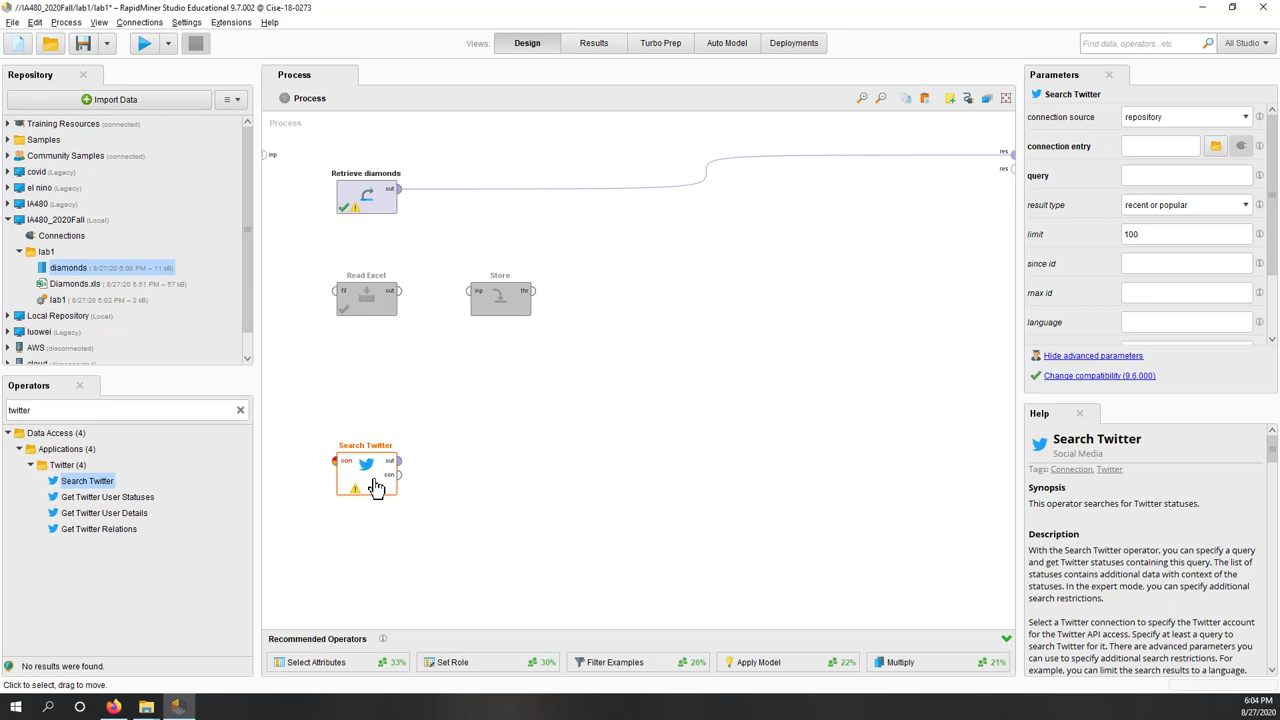 //IA480_2020Fall/lab1/lab1* – RapidMiner Studio Educational 9.7.002 @ Cise-18-0273
File Edit Process View Connections Settings Extensions Help
Views: Design Results Turbo Prep Auto Model Deployments
Find data, operators...etc
All Studio
Repository
Import Data
Training Resources (connected)
Samples
Community Samples (connected)
covid (Legacy)
el nino (Legacy)
IA480 (Legacy)
IA480_2020Fall (Local)
Connections
lab1
diamonds (8/27/20 6:00 PM – 11 kB)
Diamonds.xls (8/27/20 5:51 PM – 57 kB)
lab1 (8/27/20 6:02 PM – 2 kB)
Local Repository (Local)
luowei (Legacy)
AWS (disconnected)
cloud (disconnected)
Operators
twitter
Data Access (4)
Applications (4)
Twitter (4)
Search Twitter
Get Twitter User Statuses
Get Twitter User Details
Get Twitter Relations
No results were found.
Process
Process
Process
inp
res
res
Retrieve diamonds
out
Read Excel
fil out
Store
inp thr
Search Twitter
con out
con
Recommended Operators
Select Attributes 33%
Set Role 30%
Filter Examples 26%
Apply Model 22%
Multiply 21%
Parameters
Search Twitter
connection source repository
connection entry
query
result type recent or popular
limit 100
since id
max id
language
Hide advanced parameters
Change compatibility (9.6.000)
Help
Search Twitter
Social Media
Tags: Connection, Twitter
Synopsis
This operator searches for Twitter statuses.
Description
With the Search Twitter operator, you can specify a query
and get Twitter statuses containing this query. The list of
statuses contains additional data with context of the
statuses. In the expert mode, you can specify additional
search restrictions.
Select a Twitter connection to specify the Twitter account
for the Twitter API access. Specify at least a query to
search Twitter for it. There are advanced parameters you
can use to specify additional search restrictions. For
example, you can limit the search results to a language.
Click to select, drag to move.
6:04 PM
8/27/2020